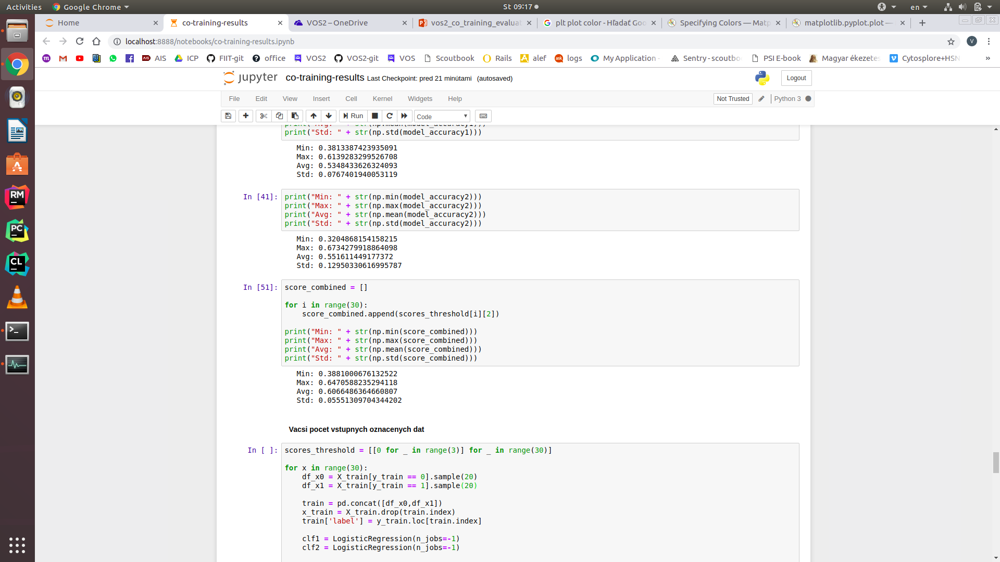 Activities
Google Chrome
St 09:17
en
Home
co-training-results
VOS2 – OneDrive
vos2_co_training_evaluat
plt plot color - Hľadať Goo
Specifying Colors — Matp
matplotlib.pyplot.plot —
localhost:8888/notebooks/co-training-results.ipynb
V
AIS
ICP
FIIT-git
office
VOS2
VOS2-git
VOS
Scoutbook
Rails
alef
logs
My Application -
Sentry - scoutbo
PSI E-book
Magyar ékezetes
Cytosplore+HSN
»
jupyter
co-training-results Last Checkpoint: pred 21 minútami (autosaved)
Logout
File
Edit
View
Insert
Cell
Kernel
Widgets
Help
Not Trusted
Python 3
Run
Code
print("Avg: " + str(np.mean(model_accuracy1)))
print("Std: " + str(np.std(model_accuracy1)))
Min: 0.3813387423935091
Max: 0.6139283299526708
Avg: 0.5348433626324093
Std: 0.0767401940053119
In [41]:
print("Min: " + str(np.min(model_accuracy2)))
print("Max: " + str(np.max(model_accuracy2)))
print("Avg: " + str(np.mean(model_accuracy2)))
print("Std: " + str(np.std(model_accuracy2)))
Min: 0.3204868154158215
Max: 0.6734279918864098
Avg: 0.551611449177372
Std: 0.12950330616995787
In [51]:
score_combined = []
for i in range(30):
    score_combined.append(scores_threshold[i][2])
print("Min: " + str(np.min(score_combined)))
print("Max: " + str(np.max(score_combined)))
print("Avg: " + str(np.mean(score_combined)))
print("Std: " + str(np.std(score_combined)))
Min: 0.3881000676132522
Max: 0.6470588235294118
Avg: 0.6066486364660807
Std: 0.05551309704344202
Vacsi pocet vstupnych oznacenych dat
In [ ]:
scores_threshold = [[0 for _ in range(3)] for _ in range(30)]
for x in range(30):
    df_x0 = X_train[y_train == 0].sample(20)
    df_x1 = X_train[y_train == 1].sample(20)
    train = pd.concat([df_x0,df_x1])
    x_train = X_train.drop(train.index)
    train['label'] = y_train.loc[train.index]
    clf1 = LogisticRegression(n_jobs=-1)
    clf2 = LogisticRegression(n_jobs=-1)